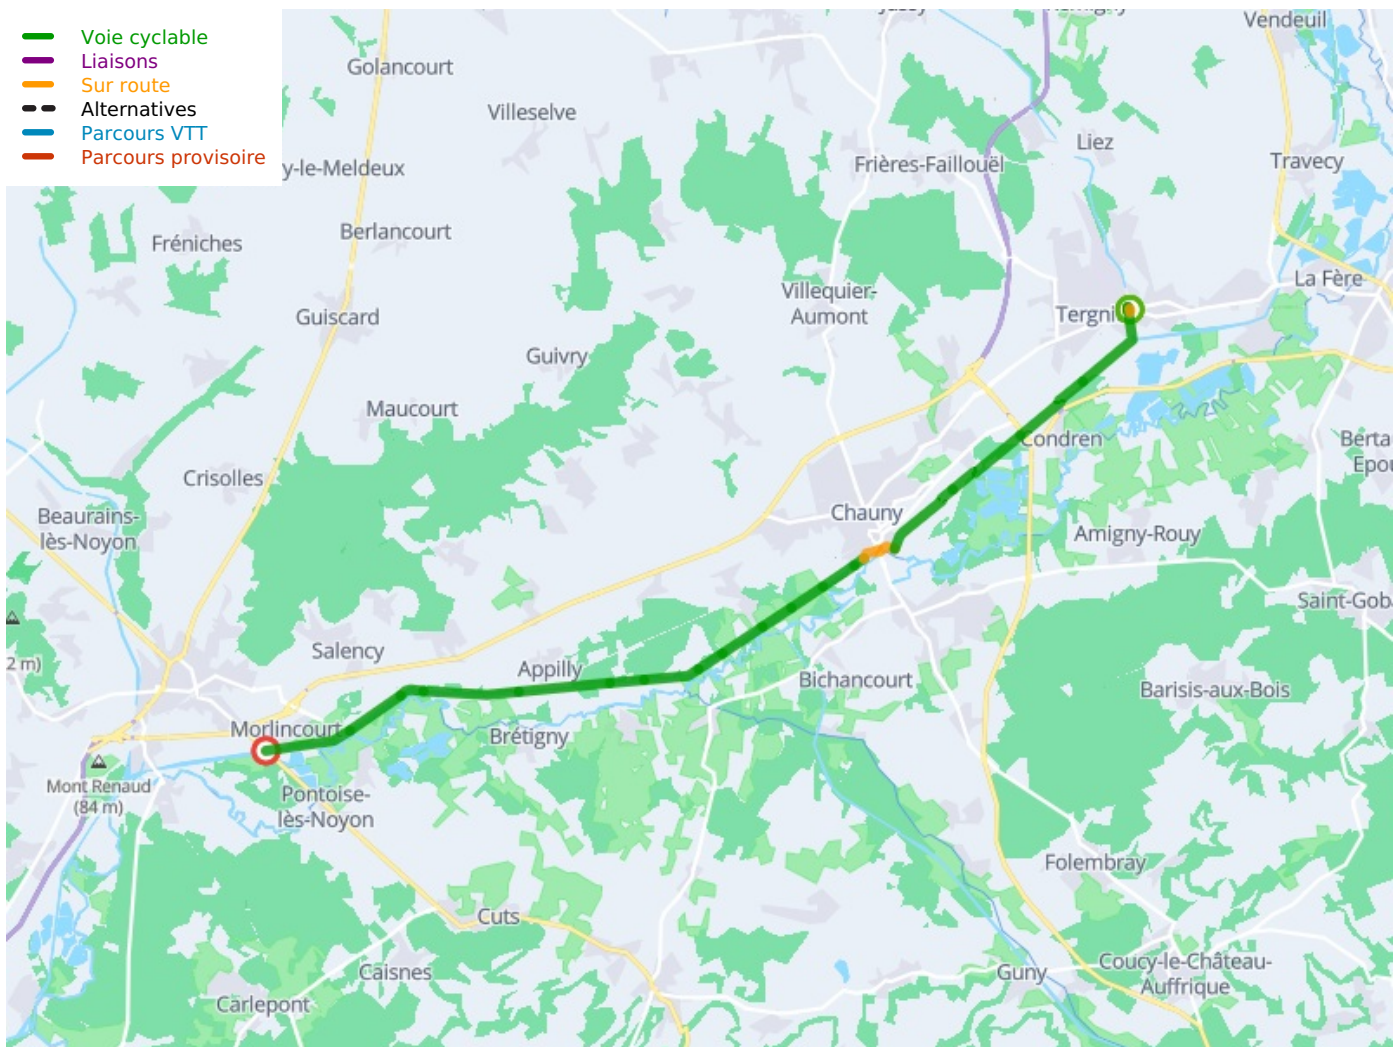 Voie cyclable
Liaisons
Sur route
Alternatives
Parcours VTT
Parcours provisoire
Vendeuil
Golancourt
Villeselve
Liez
Travecy
y-le-Meldeux
Frières-Faillouël
Berlancourt
Fréniches
La Fère
Villequier-
Aumont
Guiscard
Tergni
Guivry
Maucourt
Condren
Berta
Epou
Crisolles
Chauny
Beaurains-
lès-Noyon
Amigny-Rouy
Saint-Gob
Salency
2 m)
Appilly
Bichancourt
Barisis-aux-Bois
Morlincourt
Brétigny
Mont Renaud
(84 m)
Pontoise-
lès-Noyon
Folembray
Cuts
Caisnes
Guny
Coucy-le-Château-
Auffrique
Carlepont